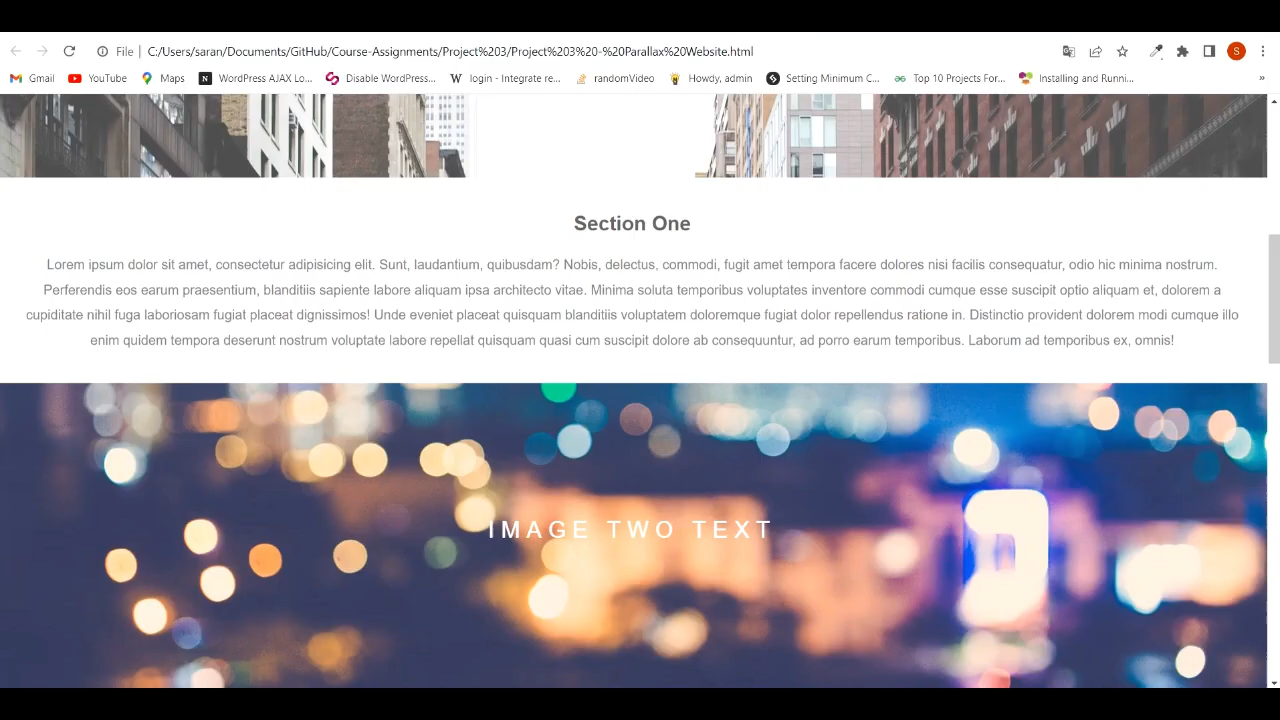 File | C:/Users/saran/Documents/GitHub/Course-Assignments/Project%203/Project%203%20-%20Parallax%20Website.html
S
Gmail YouTube Maps N WordPress AJAX Lo... Disable WordPress... W login - Integrate re... randomVideo Howdy, admin Setting Minimum C... Top 10 Projects For... Installing and Runni... »
Section One
Lorem ipsum dolor sit amet, consectetur adipisicing elit. Sunt, laudantium, quibusdam? Nobis, delectus, commodi, fugit amet tempora facere dolores nisi facilis consequatur, odio hic minima nostrum.
Perferendis eos earum praesentium, blanditiis sapiente labore aliquam ipsa architecto vitae. Minima soluta temporibus voluptates inventore commodi cumque esse suscipit optio aliquam et, dolorem a
cupiditate nihil fuga laboriosam fugiat placeat dignissimos! Unde eveniet placeat quisquam blanditiis voluptatem doloremque fugiat dolor repellendus ratione in. Distinctio provident dolorem modi cumque illo
enim quidem tempora deserunt nostrum voluptate labore repellat quisquam quasi cum suscipit dolore ab consequuntur, ad porro earum temporibus. Laborum ad temporibus ex, omnis!
IMAGE TWO TEXT